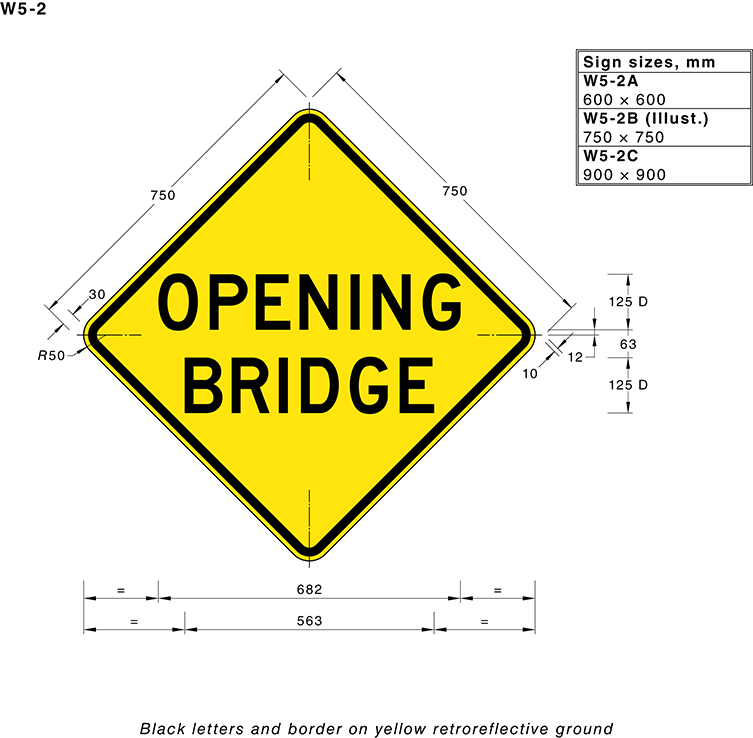 W5-2
Sign sizes, mm
W5-2A
600 × 600
W5-2B (Illust.)
750 × 750
W5-2C
900 × 900
750
750
30
R50
OPENING
BRIDGE
125 D
63
12
10
125 D
= 682 =
= 563 =
Black letters and border on yellow retroreflective ground